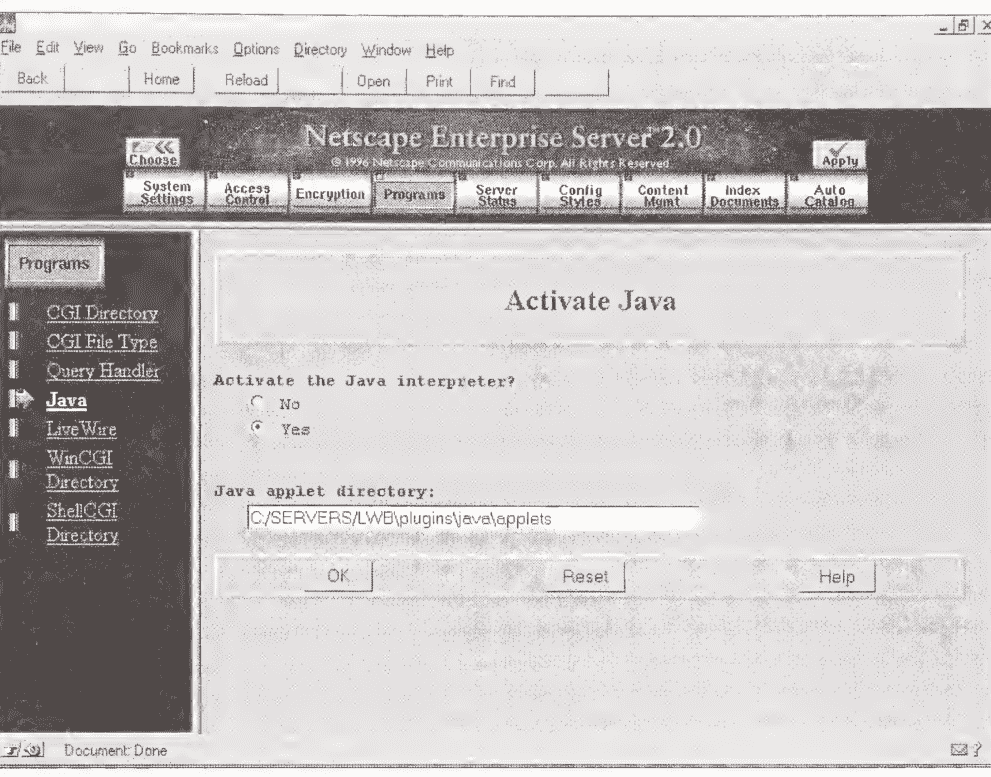 File Edit View Go Bookmarks Options Directory Window Help
Back Home Reload Open Print Find
Choose
Netscape Enterprise Server 2.0
© 1996 Netscape Communications Corp. All Rights Reserved
Apply
System Settings
Access Control
Encryption
Programs
Server Status
Config Styles
Content Mgmt
Index Documents
Auto Catalog
Programs
CGI Directory
CGI File Type
Query Handler
Java
LiveWire
WinCGI
Directory
ShellCGI
Directory
Activate Java
Activate the Java interpreter?
No
Yes
Java applet directory:
C:/SERVERS/LWB\plugins\java\applets
OK Reset Help
Document: Done